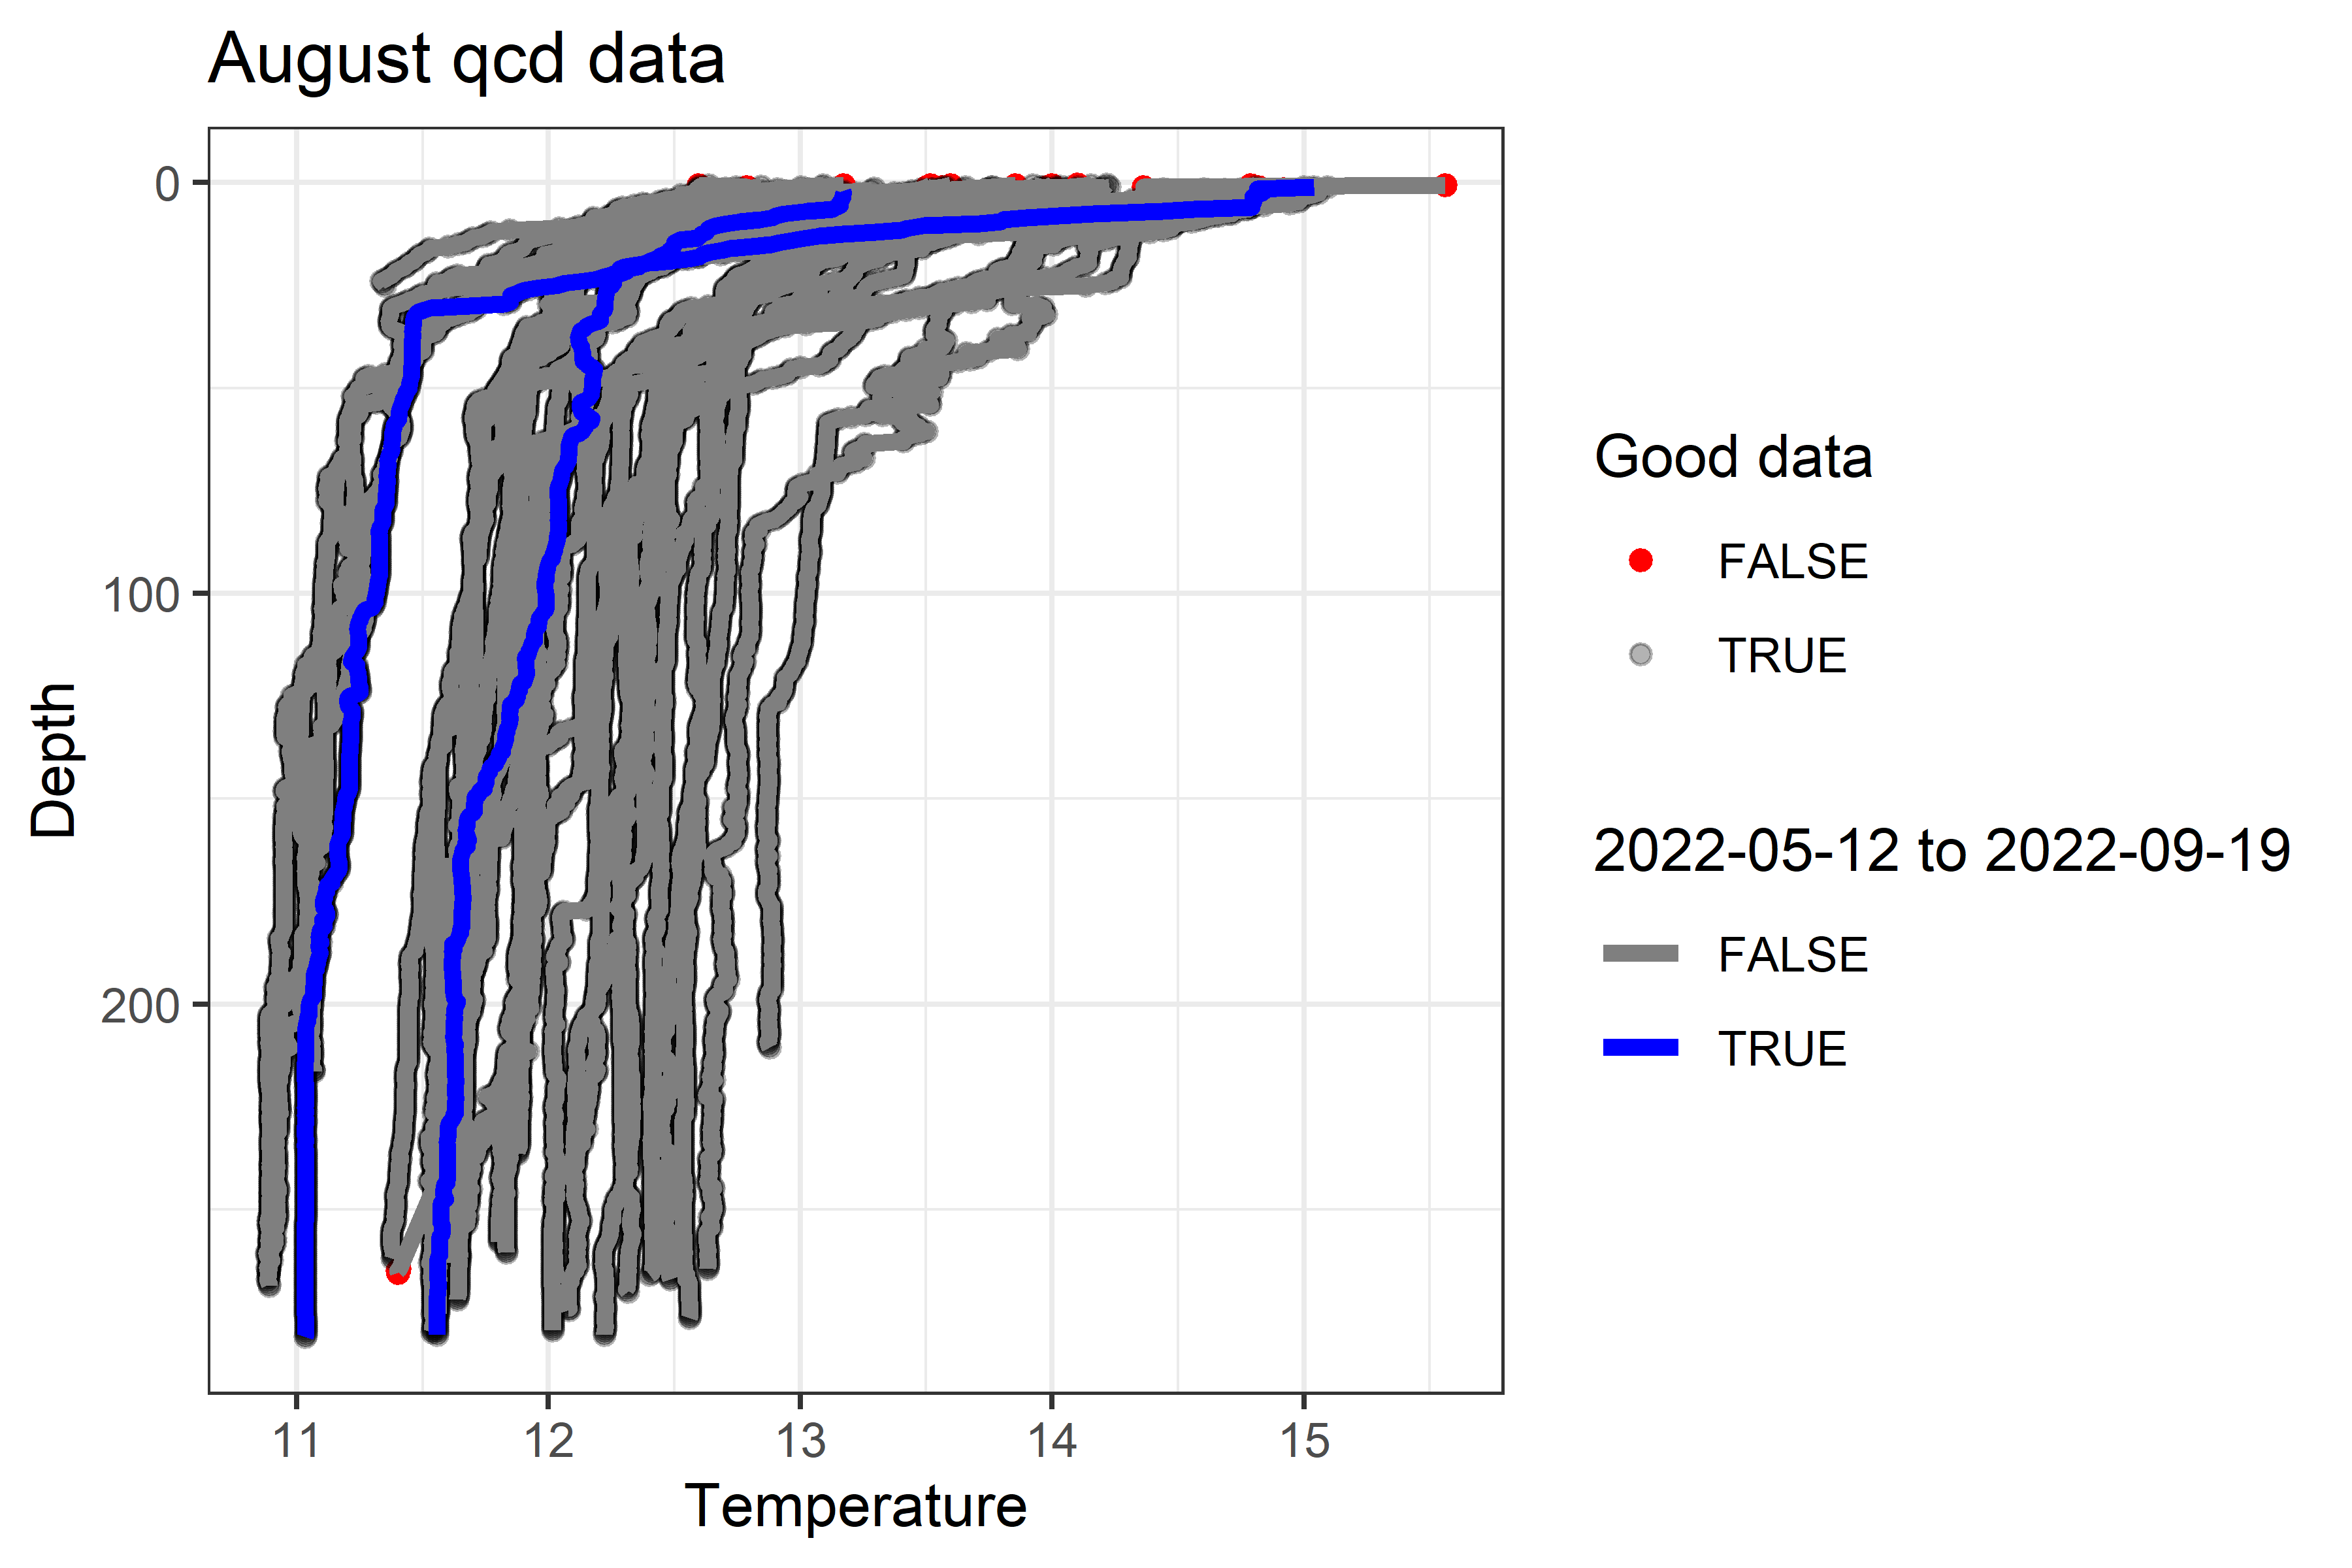 August qcd data
0
100
200
Depth
11
12
13
14
15
Temperature
Good data
FALSE
TRUE
2022-05-12 to 2022-09-19
FALSE
TRUE